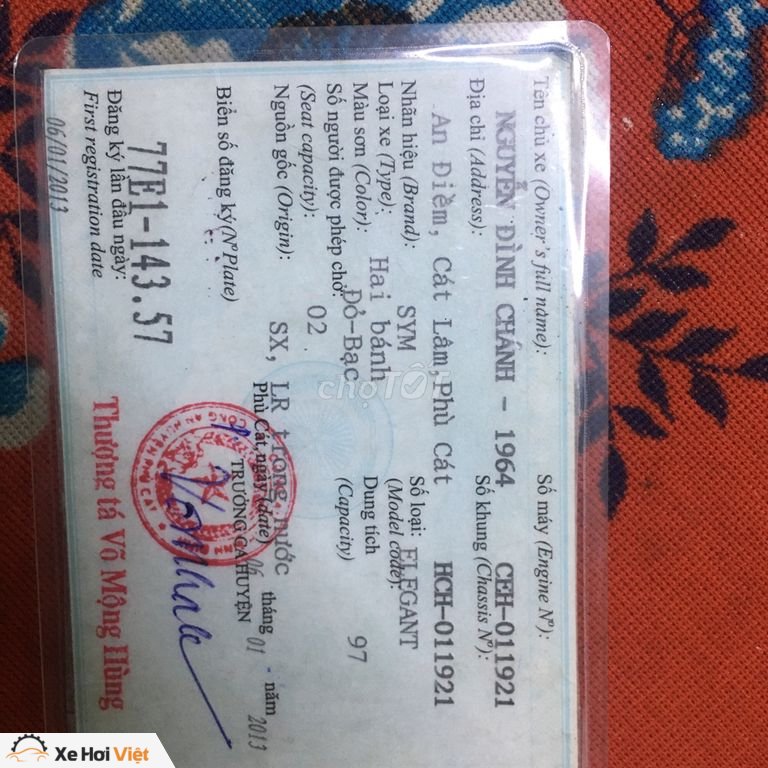 Tên chủ xe (Owner's full name): Số máy (Engine Nº):
NGUYỄN ĐÌNH CHÁNH - 1964 CEH-011921
Địa chỉ (Address): Số khung (Chassis Nº):
An Điềm, Cát Lâm, Phù Cát HCH-011921
Nhãn hiệu (Brand): SYM Số loại: ELEGANT
(Model code):
Loại xe (Type): Hai bánh Dung tích 97
(Capacity)
Màu sơn (Color): Đỏ-Bạc
Số người được phép chở: 02
(Seat capacity):
Nguồn gốc (Origin): SX, LR trong nước
Phù Cát, ngày (date) 06 tháng 01 năm 2013
Biển số đăng ký (NºPlate) TRƯỞNG CA HUYỆN
77E1-143.57
Đăng ký lần đầu ngày:
First registration date
06/01/2013
Thượng tá Võ Mộng Hùng
choTỐT
Xe Hơi Việt